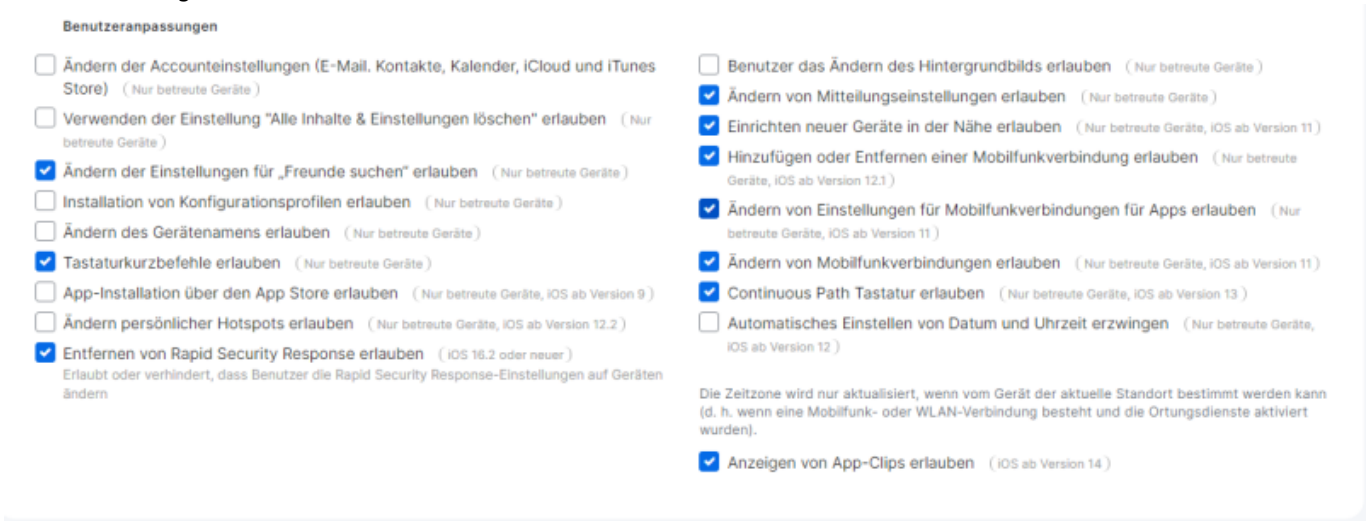 Benutzeranpassungen
Ändern der Accounteinstellungen (E-Mail. Kontakte, Kalender, iCloud und iTunes
Store) (Nur betreute Geräte)
Verwenden der Einstellung "Alle Inhalte & Einstellungen löschen" erlauben (Nur
betreute Geräte)
Ändern der Einstellungen für „Freunde suchen“ erlauben (Nur betreute Geräte)
Installation von Konfigurationsprofilen erlauben (Nur betreute Geräte)
Ändern des Gerätenamens erlauben (Nur betreute Geräte)
Tastaturkurzbefehle erlauben (Nur betreute Geräte)
App-Installation über den App Store erlauben (Nur betreute Geräte, iOS ab Version 9)
Ändern persönlicher Hotspots erlauben (Nur betreute Geräte, iOS ab Version 12.2)
Entfernen von Rapid Security Response erlauben (iOS 16.2 oder neuer)
Erlaubt oder verhindert, dass Benutzer die Rapid Security Response-Einstellungen auf Geräten
ändern
Benutzer das Ändern des Hintergrundbilds erlauben (Nur betreute Geräte)
Ändern von Mitteilungseinstellungen erlauben (Nur betreute Geräte)
Einrichten neuer Geräte in der Nähe erlauben (Nur betreute Geräte, iOS ab Version 11)
Hinzufügen oder Entfernen einer Mobilfunkverbindung erlauben (Nur betreute
Geräte, iOS ab Version 12.1)
Ändern von Einstellungen für Mobilfunkverbindungen für Apps erlauben (Nur
betreute Geräte, iOS ab Version 11)
Ändern von Mobilfunkverbindungen erlauben (Nur betreute Geräte, iOS ab Version 11)
Continuous Path Tastatur erlauben (Nur betreute Geräte, iOS ab Version 13)
Automatisches Einstellen von Datum und Uhrzeit erzwingen (Nur betreute Geräte,
iOS ab Version 12)
Die Zeitzone wird nur aktualisiert, wenn vom Gerät der aktuelle Standort bestimmt werden kann
(d. h. wenn eine Mobilfunk- oder WLAN-Verbindung besteht und die Ortungsdienste aktiviert
wurden).
Anzeigen von App-Clips erlauben (iOS ab Version 14)